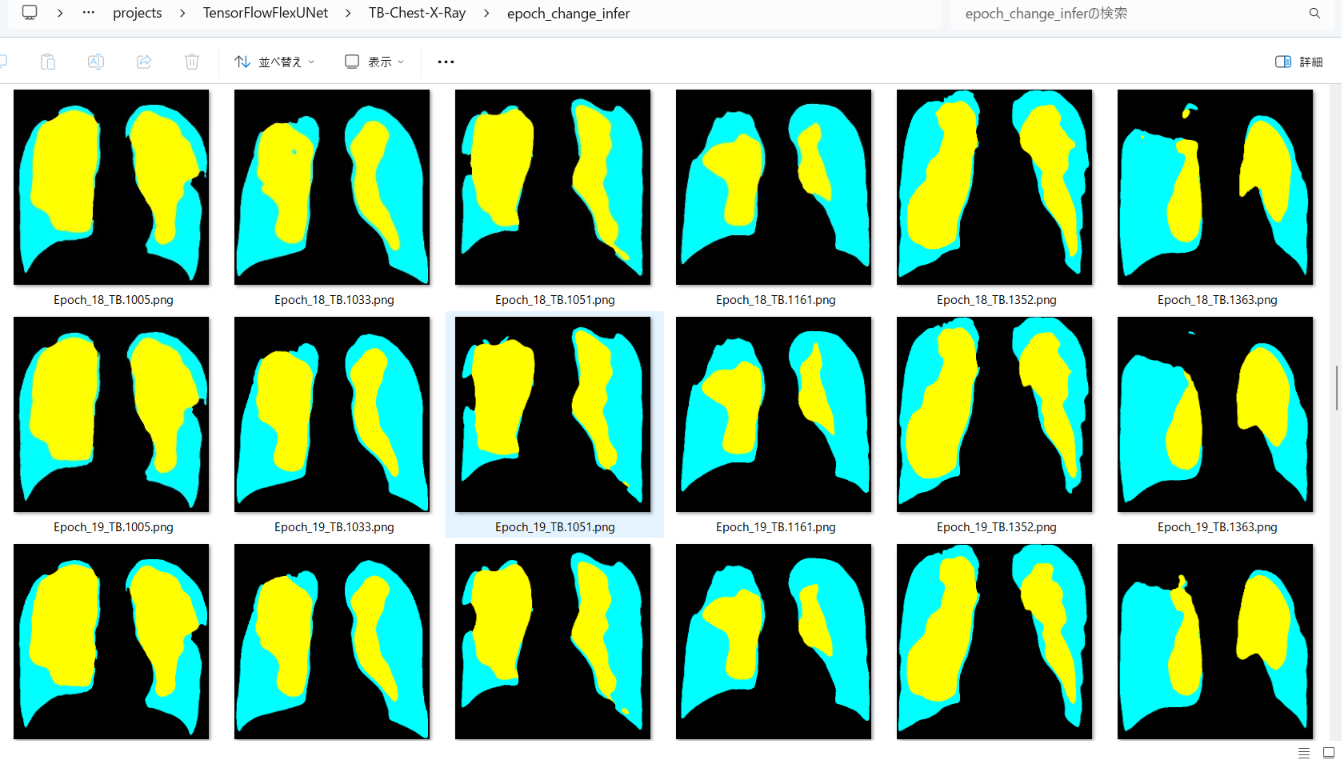 … projects TensorFlowFlexUNet TB-Chest-X-Ray epoch_change_infer epoch_change_inferの検索
並べ替え 表示 … 詳細
Epoch_18_TB.1005.png Epoch_18_TB.1033.png Epoch_18_TB.1051.png Epoch_18_TB.1161.png Epoch_18_TB.1352.png Epoch_18_TB.1363.png
Epoch_19_TB.1005.png Epoch_19_TB.1033.png Epoch_19_TB.1051.png Epoch_19_TB.1161.png Epoch_19_TB.1352.png Epoch_19_TB.1363.png